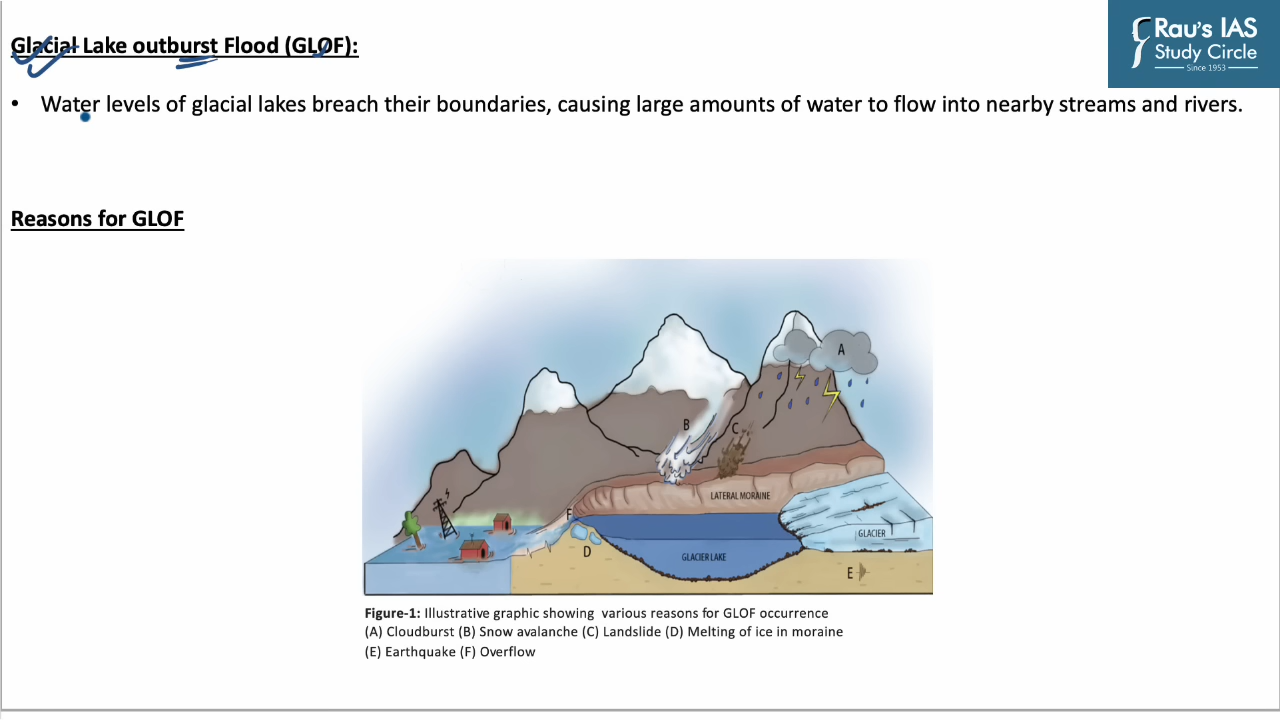 Rau's IAS
Study Circle
Since 1953
Glacial Lake outburst Flood (GLOF):
• Water levels of glacial lakes breach their boundaries, causing large amounts of water to flow into nearby streams and rivers.
Reasons for GLOF
A
B
C
LATERAL MORAINE
F
GLACIER
D
GLACIER LAKE
E
Figure-1: Illustrative graphic showing various reasons for GLOF occurrence
(A) Cloudburst (B) Snow avalanche (C) Landslide (D) Melting of ice in moraine
(E) Earthquake (F) Overflow